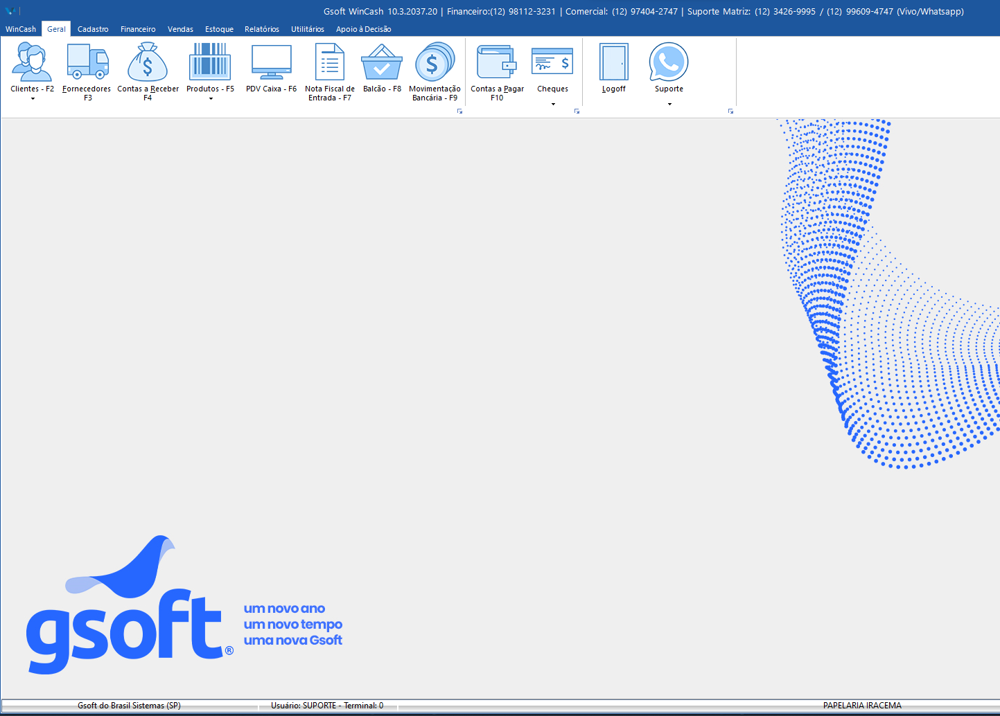 Gsoft WinCash 10.3.2037.20 | Financeiro:(12) 98112-3231 | Comercial: (12) 97404-2747 | Suporte Matriz: (12) 3426-9995 / (12) 99609-4747 (Vivo/Whatsapp)
WinCash Geral Cadastro Financeiro Vendas Estoque Relatórios Utilitários Apoio à Decisão
Clientes - F2
Fornecedores
F3
Contas a Receber
F4
Produtos - F5
PDV Caixa - F6
Nota Fiscal de
Entrada - F7
Balcão - F8
Movimentação
Bancária - F9
Contas a Pagar
F10
Cheques
Logoff
Suporte
gsoft®
um novo ano
um novo tempo
uma nova Gsoft
Gsoft do Brasil Sistemas (SP) Usuário: SUPORTE - Terminal: 0 PAPELARIA IRACEMA